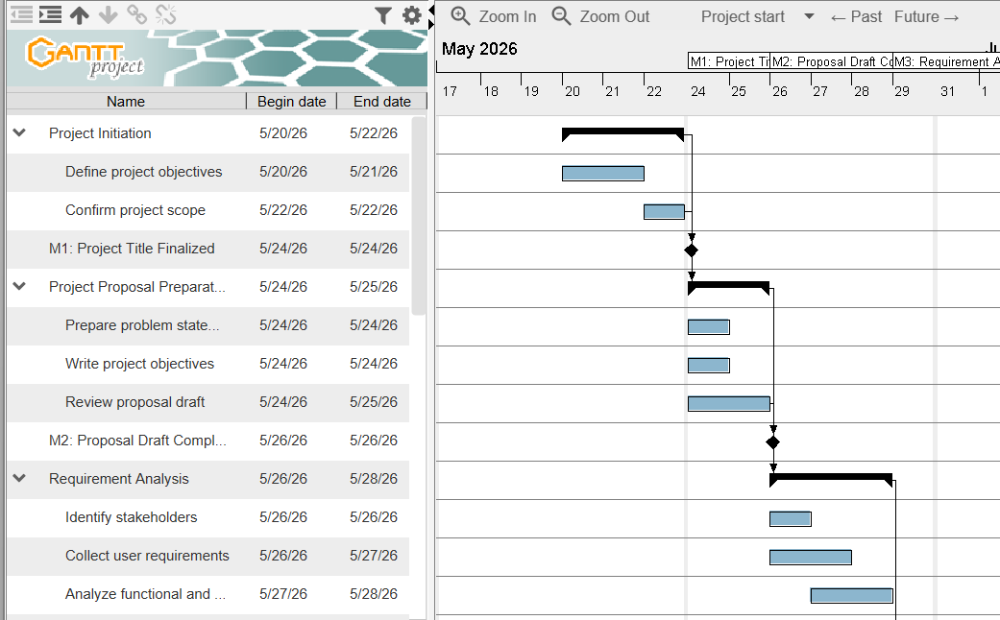 Zoom In Zoom Out Project start ← Past Future →
GANTT
project
May 2026
M1: Project Ti M2: Proposal Draft Co M3: Requirement A
17 18 19 20 21 22 24 25 26 27 28 29 31 1
Name Begin date End date
Project Initiation 5/20/26 5/22/26
Define project objectives 5/20/26 5/21/26
Confirm project scope 5/22/26 5/22/26
M1: Project Title Finalized 5/24/26 5/24/26
Project Proposal Preparat... 5/24/26 5/25/26
Prepare problem state... 5/24/26 5/24/26
Write project objectives 5/24/26 5/24/26
Review proposal draft 5/24/26 5/25/26
M2: Proposal Draft Compl... 5/26/26 5/26/26
Requirement Analysis 5/26/26 5/28/26
Identify stakeholders 5/26/26 5/26/26
Collect user requirements 5/26/26 5/27/26
Analyze functional and ... 5/27/26 5/28/26